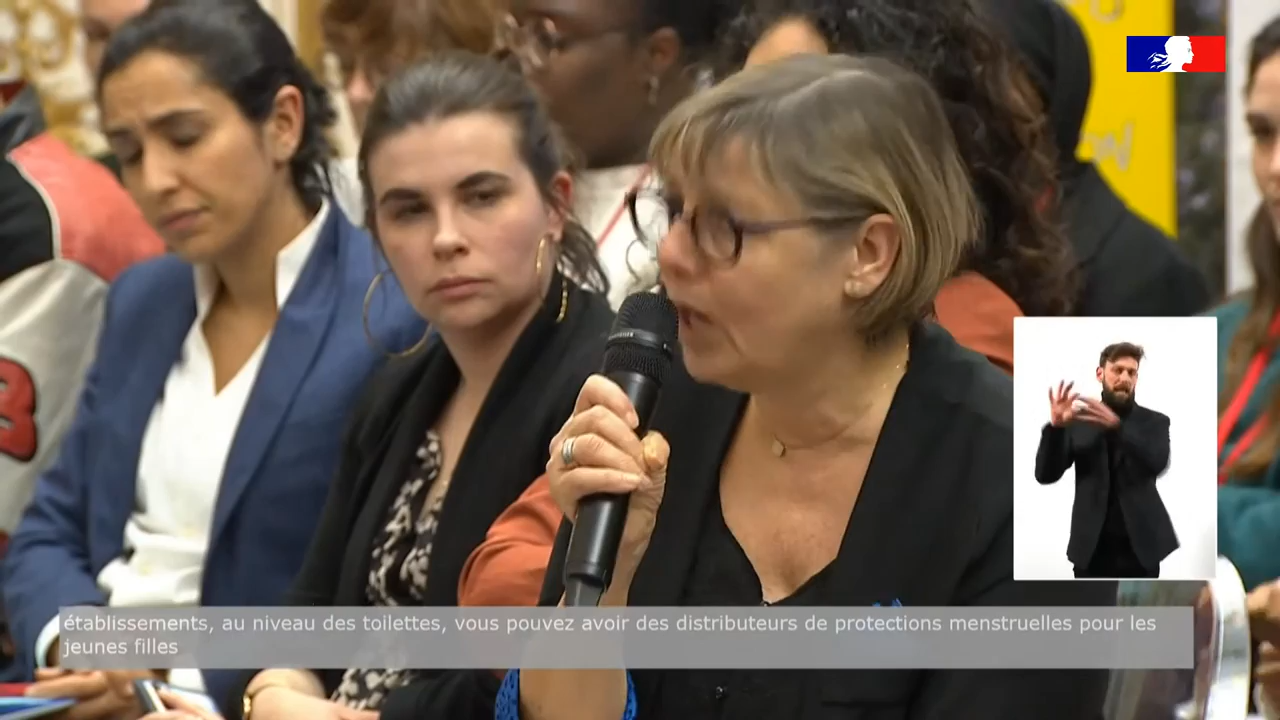 établissements, au niveau des toilettes, vous pouvez avoir des distributeurs de protections menstruelles pour les
jeunes filles